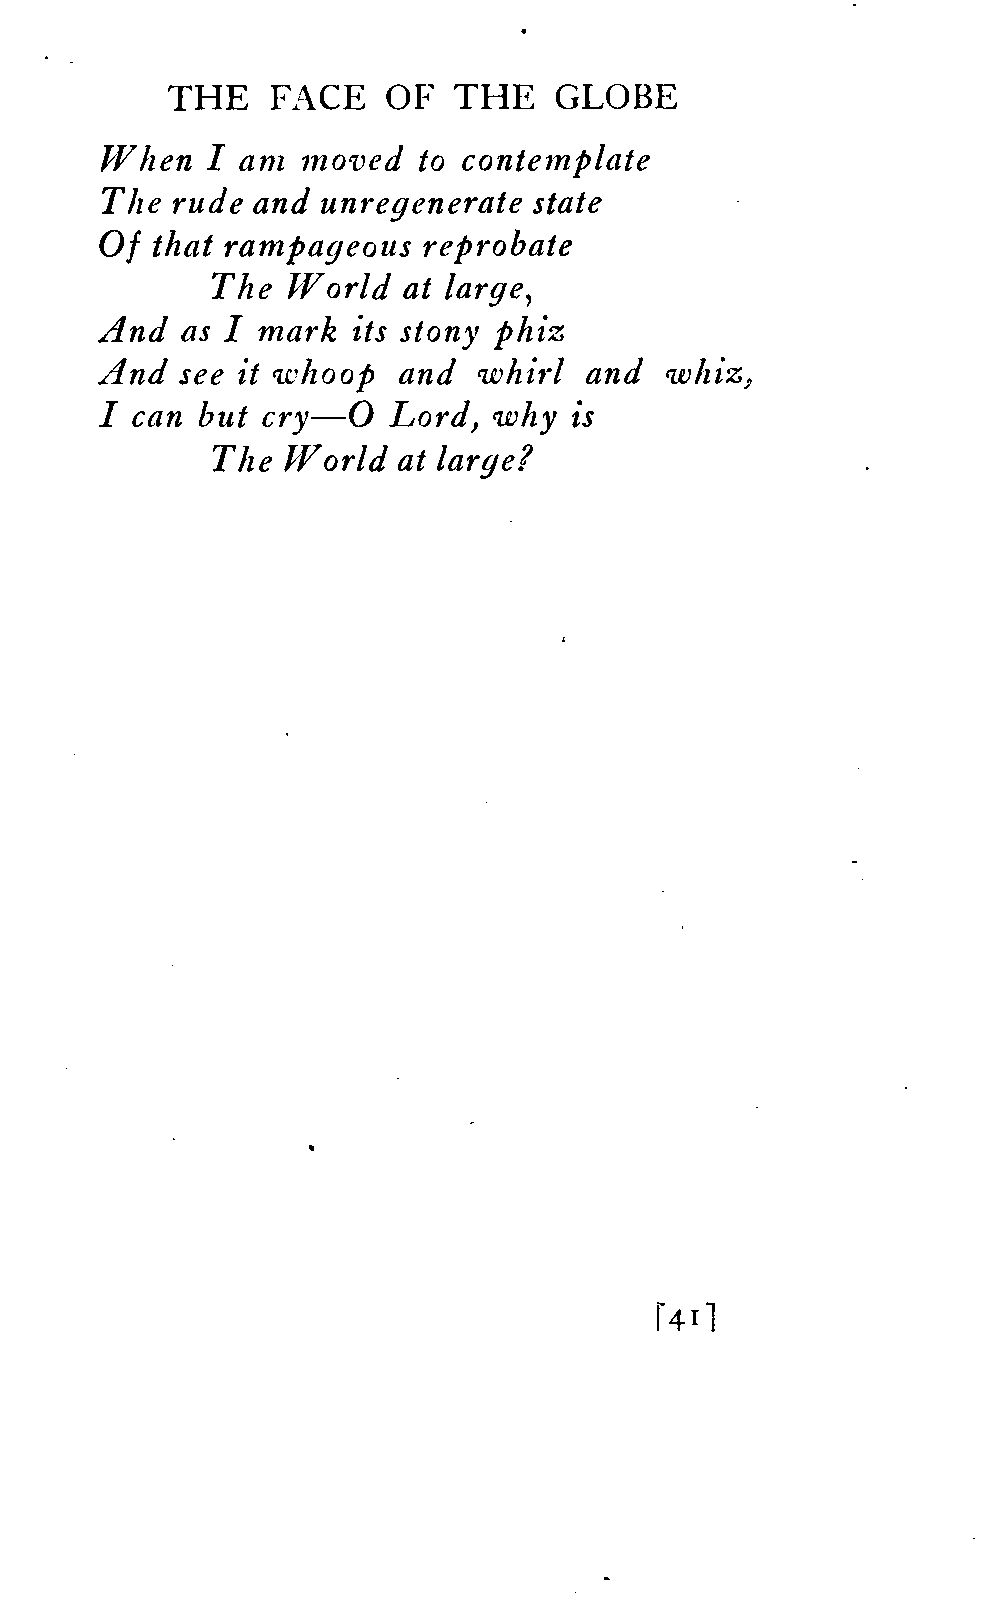 THE FACE OF THE GLOBE
When I am moved to contemplate
The rude and unregenerate state
Of that rampageous reprobate
The World at large,
And as I mark its stony phiz
And see it whoop and whirl and whiz,
I can but cry—O Lord, why is
The World at large?
[41]